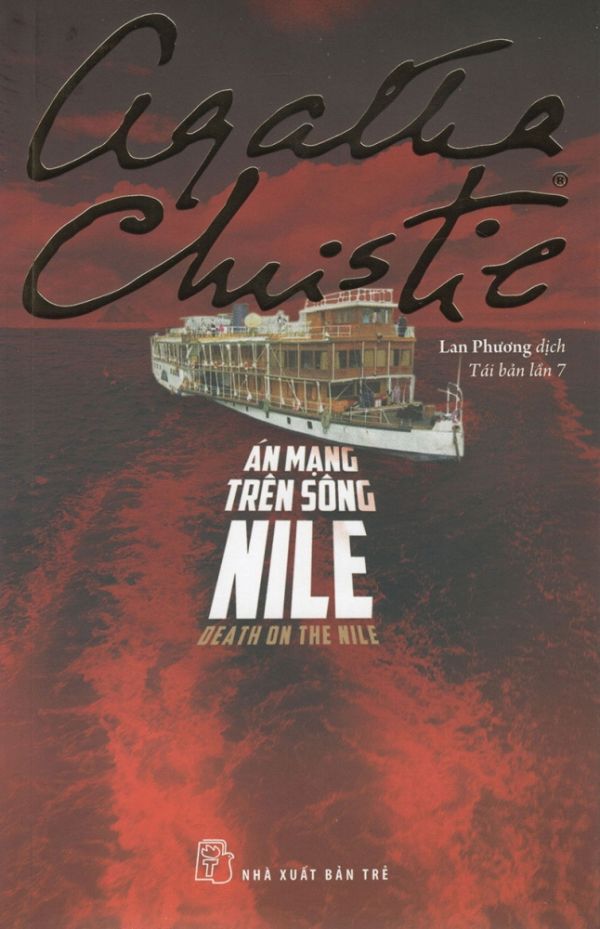 Agatha
Christie
®
Lan Phương dịch
Tái bản lần 7
ÁN MẠNG
TRÊN SÔNG
NILE
DEATH ON THE NILE
T
NHÀ XUẤT BẢN TRẺ